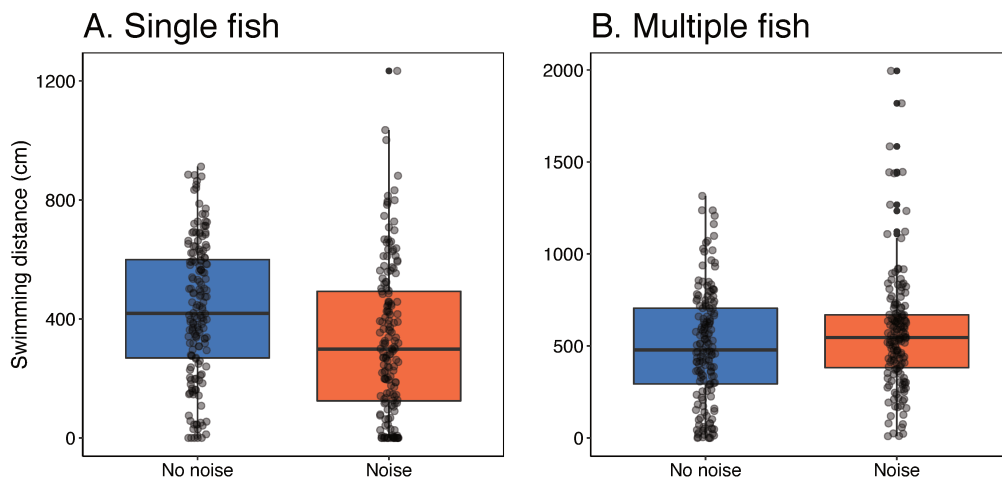 A. Single fish
B. Multiple fish
Swimming distance (cm)
1200
800
400
0
No noise
Noise
2000
1500
1000
500
0
No noise
Noise